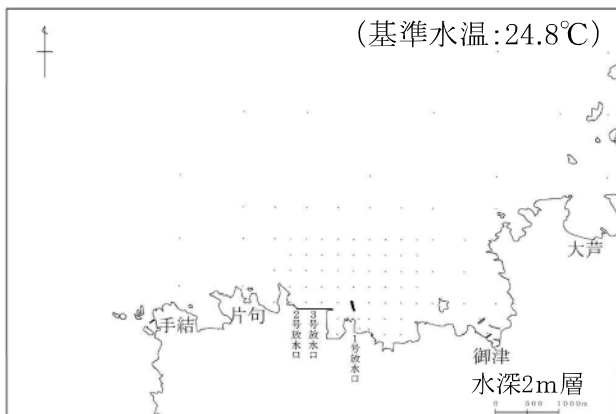 (基準水温:24.8℃)
大芦
手結
片句
2号放水口
3号放水口
1号放水口
御津
水深2m層
0 500 1000m